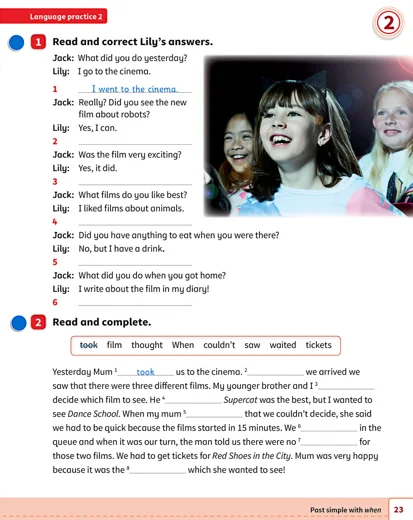 Language practice 2
2
1 Read and correct Lily's answers.
Jack: What did you do yesterday?
Lily: I go to the cinema.
1 I went to the cinema.
Jack: Really? Did you see the new
film about robots?
Lily: Yes, I can.
2
Jack: Was the film very exciting?
Lily: Yes, it did.
3
Jack: What films do you like best?
Lily: I liked films about animals.
4
Jack: Did you have anything to eat when you were there?
Lily: No, but I have a drink.
5
Jack: What did you do when you got home?
Lily: I write about the film in my diary!
6
2 Read and complete.
took film thought When couldn't saw waited tickets
Yesterday Mum 1 took us to the cinema. 2 we arrived we
saw that there were three different films. My younger brother and I 3
decide which film to see. He 4 Supercat was the best, but I wanted to
see Dance School. When my mum 5 that we couldn't decide, she said
we had to be quick because the films started in 15 minutes. We 6 in the
queue and when it was our turn, the man told us there were no 7 for
those two films. We had to get tickets for Red Shoes in the City. Mum was very happy
because it was the 8 which she wanted to see!
Past simple with when 23